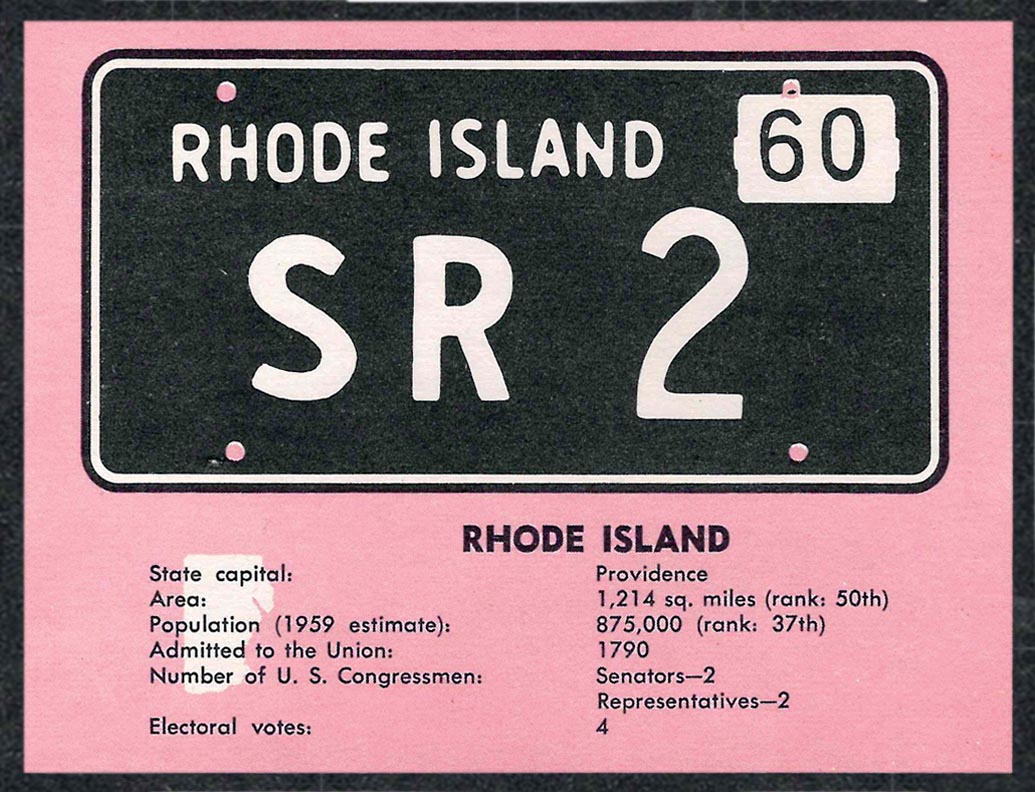 RHODE ISLAND 60
SR 2
RHODE ISLAND
State capital: Providence
Area: 1,214 sq. miles (rank: 50th)
Population (1959 estimate): 875,000 (rank: 37th)
Admitted to the Union: 1790
Number of U. S. Congressmen: Senators—2
Representatives—2
Electoral votes: 4